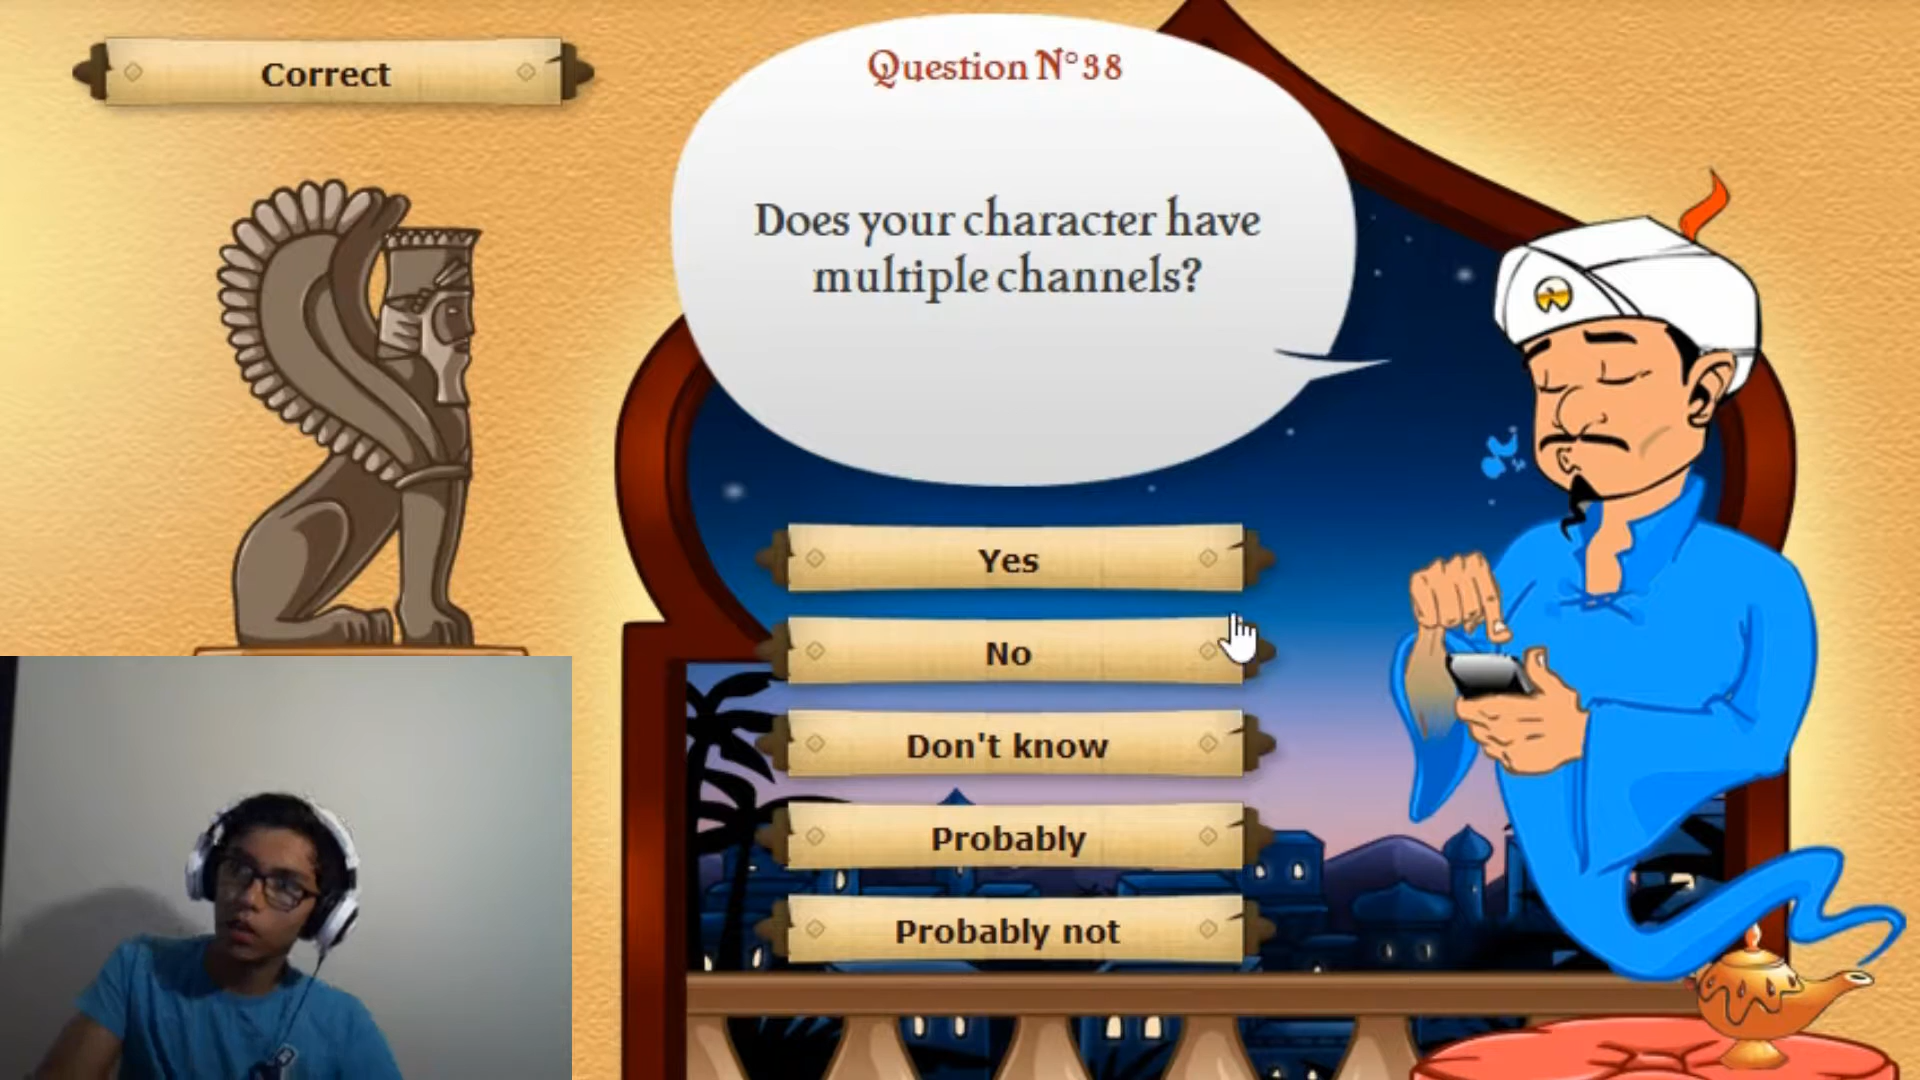 Correct
Question N°38
Does your character have
multiple channels?
Yes
No
Don't know
Probably
Probably not